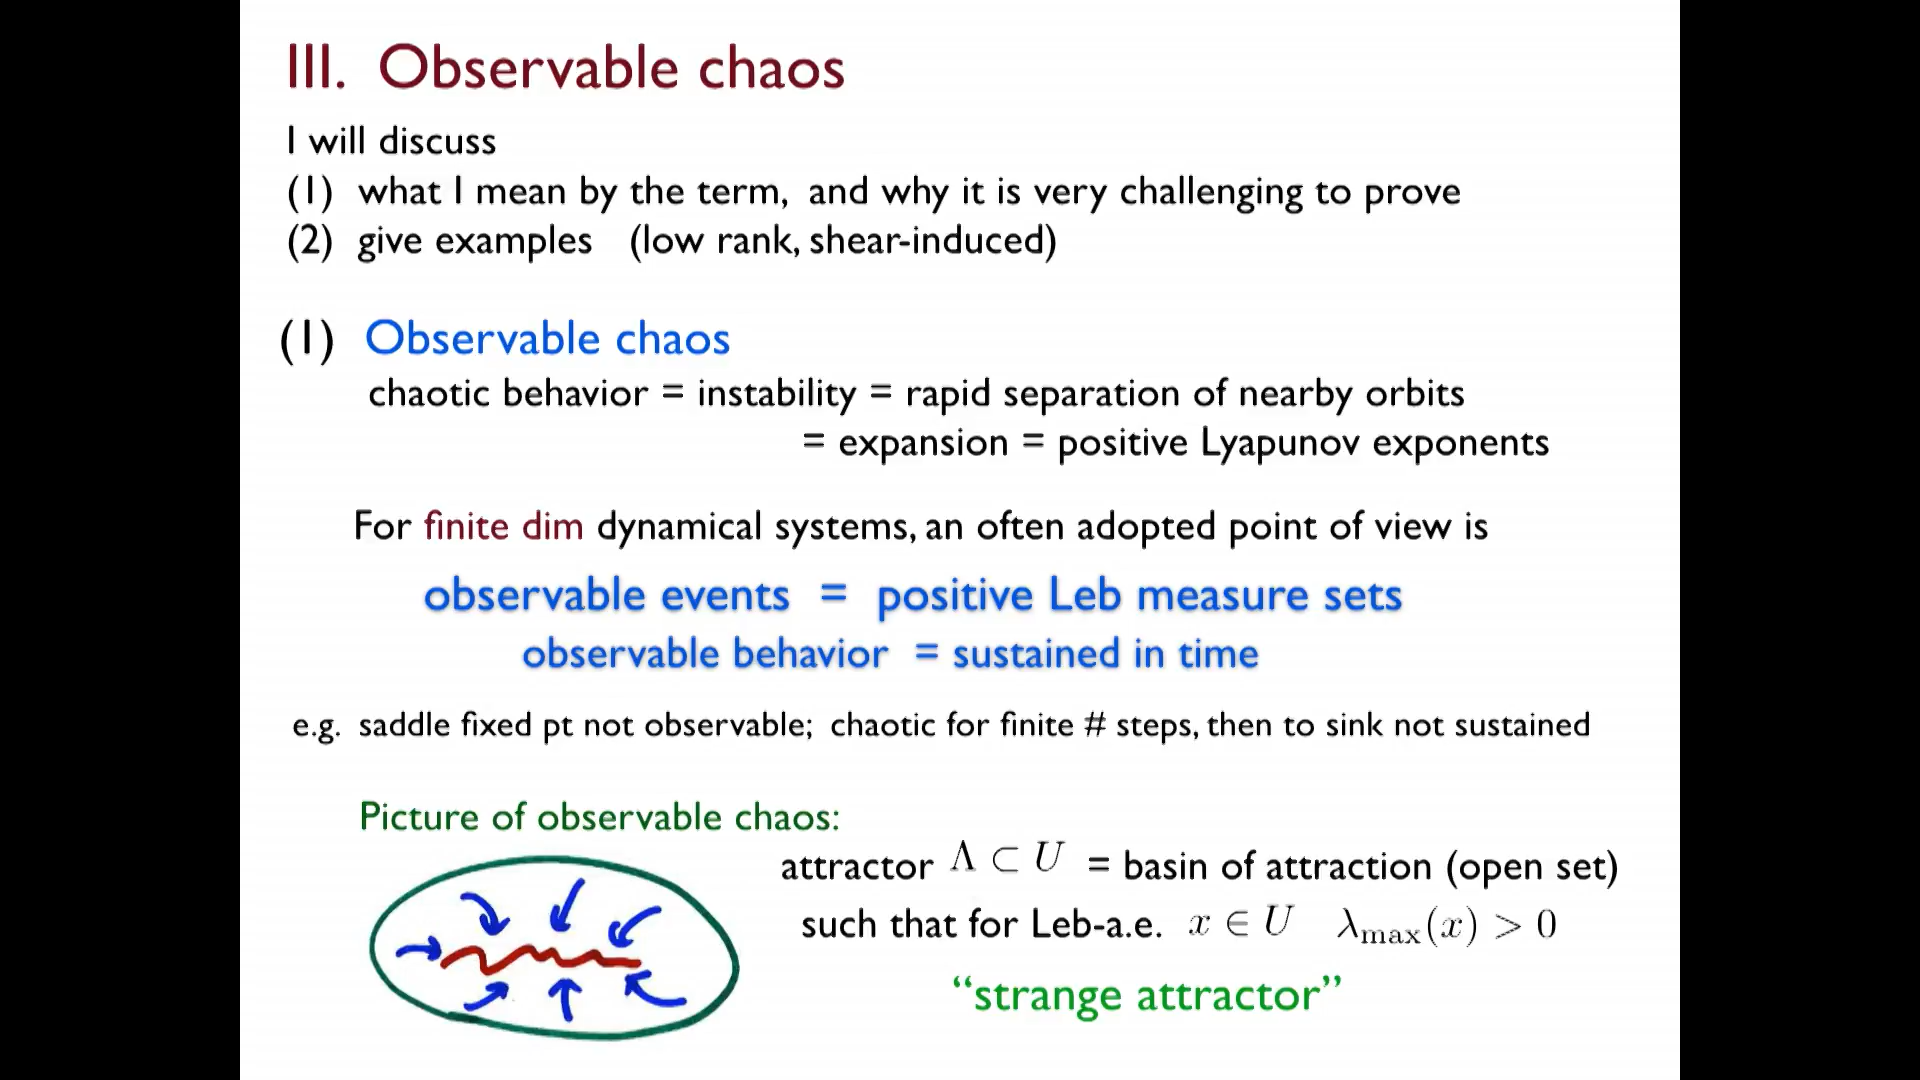 III. Observable chaos
I will discuss
(1) what I mean by the term, and why it is very challenging to prove
(2) give examples (low rank, shear-induced)
(1) Observable chaos
chaotic behavior = instability = rapid separation of nearby orbits
= expansion = positive Lyapunov exponents
For finite dim dynamical systems, an often adopted point of view is
observable events = positive Leb measure sets
observable behavior = sustained in time
e.g. saddle fixed pt not observable; chaotic for finite # steps, then to sink not sustained
Picture of observable chaos:
attractor Λ ⊂ U = basin of attraction (open set)
such that for Leb-a.e. x ∈ U λ_max(x) > 0
“strange attractor”